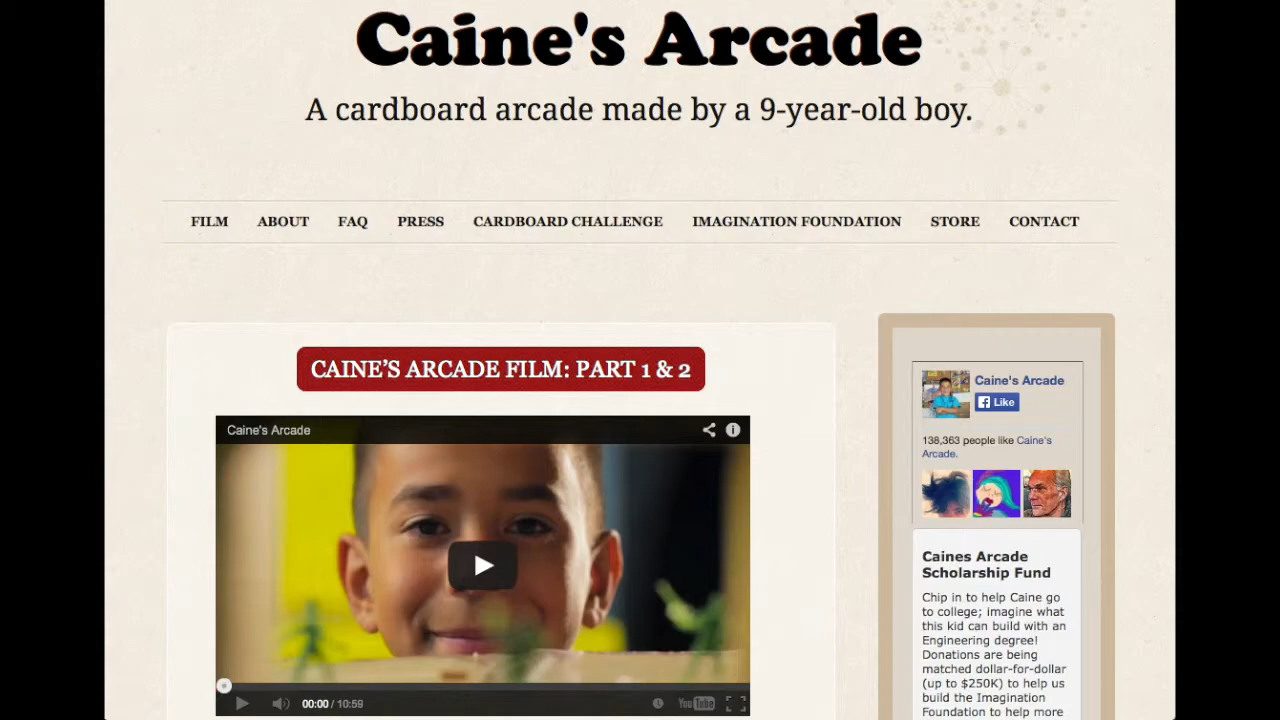 Caine's Arcade
A cardboard arcade made by a 9-year-old boy.
FILM ABOUT FAQ PRESS CARDBOARD CHALLENGE IMAGINATION FOUNDATION STORE CONTACT
CAINE’S ARCADE FILM: PART 1 & 2
Caine's Arcade
00:00 / 10:59
YouTube
Caine's Arcade
Like
138,363 people like Caine's
Arcade.
Caines Arcade
Scholarship Fund
Chip in to help Caine go
to college; imagine what
this kid can build with an
Engineering degree!
Donations are being
matched dollar-for-dollar
(up to $250K) to help us
build the Imagination
Foundation to help more